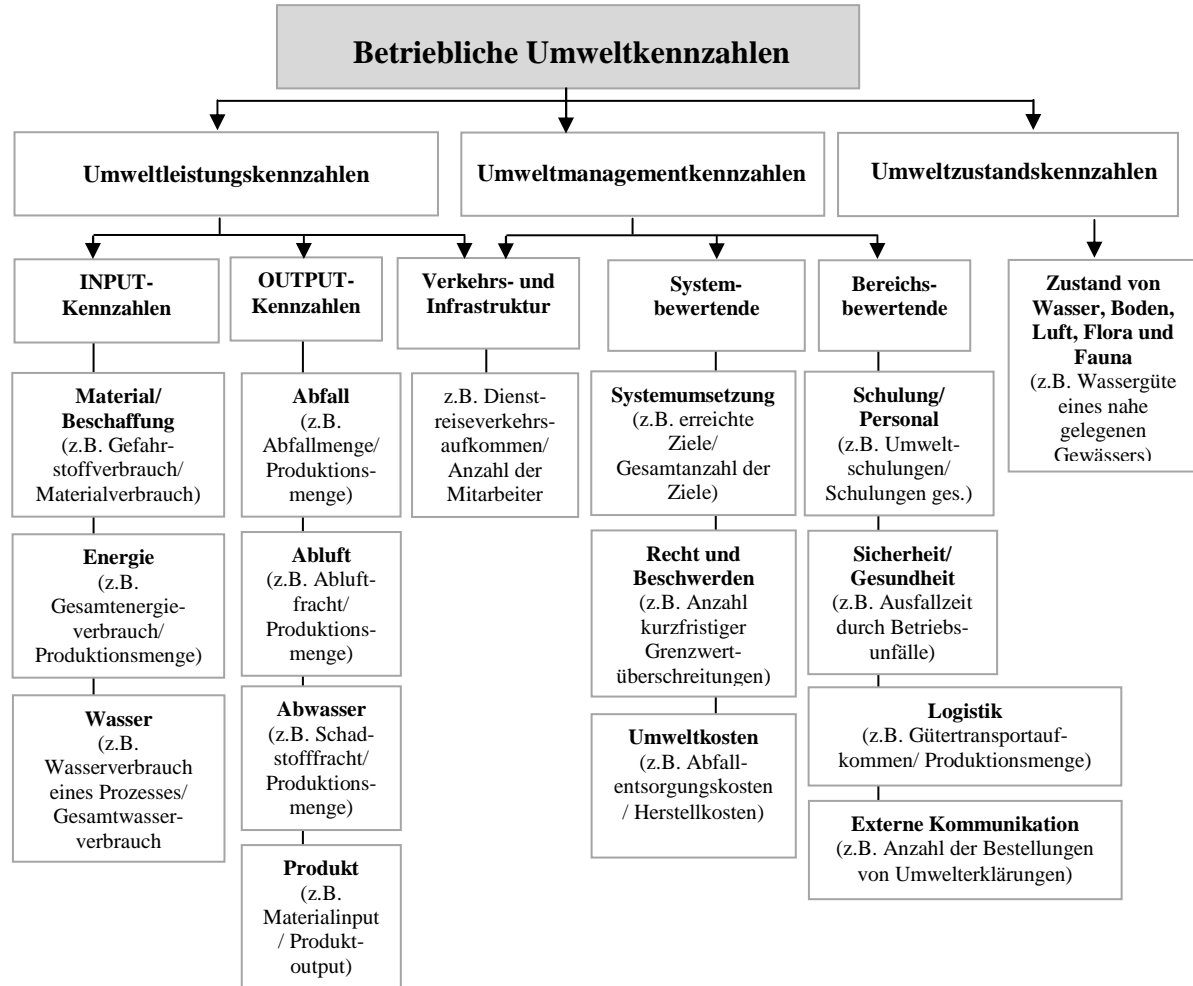 Betriebliche Umweltkennzahlen
Umweltleistungskennzahlen
Umweltmanagementkennzahlen
Umweltzustandskennzahlen
INPUT-
Kennzahlen
OUTPUT-
Kennzahlen
Verkehrs- und
Infrastruktur
System-
bewertende
Bereichs-
bewertende
Zustand von
Wasser, Boden,
Luft, Flora und
Fauna
(z.B. Wassergüte
eines nahe
gelegenen
Gewässers)
Material/
Beschaffung
(z.B. Gefahr-
stoffverbrauch/
Materialverbrauch)
Energie
(z.B.
Gesamtenergie-
verbrauch/
Produktionsmenge)
Wasser
(z.B.
Wasserverbrauch
eines Prozesses/
Gesamtwasser-
verbrauch
Abfall
(z.B.
Abfallmenge/
Produktions-
menge)
Abluft
(z.B. Abluft-
fracht/
Produktions-
menge)
Abwasser
(z.B. Schad-
stofffracht/
Produktions-
menge)
Produkt
(z.B.
Materialinput
/ Produkt-
output)
z.B. Dienst-
reiseverkehrs-
aufkommen/
Anzahl der
Mitarbeiter
Systemumsetzung
(z.B. erreichte
Ziele/
Gesamtanzahl der
Ziele)
Recht und
Beschwerden
(z.B. Anzahl
kurzfristiger
Grenzwert-
überschreitungen)
Umweltkosten
(z.B. Abfall-
entsorgungskosten
/ Herstellkosten)
Schulung/
Personal
(z.B. Umwelt-
schulungen/
Schulungen ges.)
Sicherheit/
Gesundheit
(z.B. Ausfallzeit
durch Betriebs-
unfälle)
Logistik
(z.B. Gütertransportauf-
kommen/ Produktionsmenge)
Externe Kommunikation
(z.B. Anzahl der Bestellungen
von Umwelterklärungen)